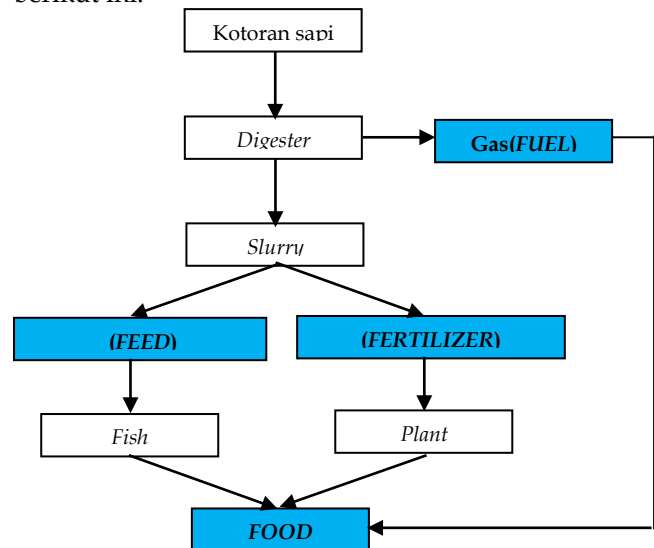 berikut ini:
Kotoran sapi
Digester
Gas(FUEL)
Slurry
(FEED)
(FERTILIZER)
Fish
Plant
FOOD